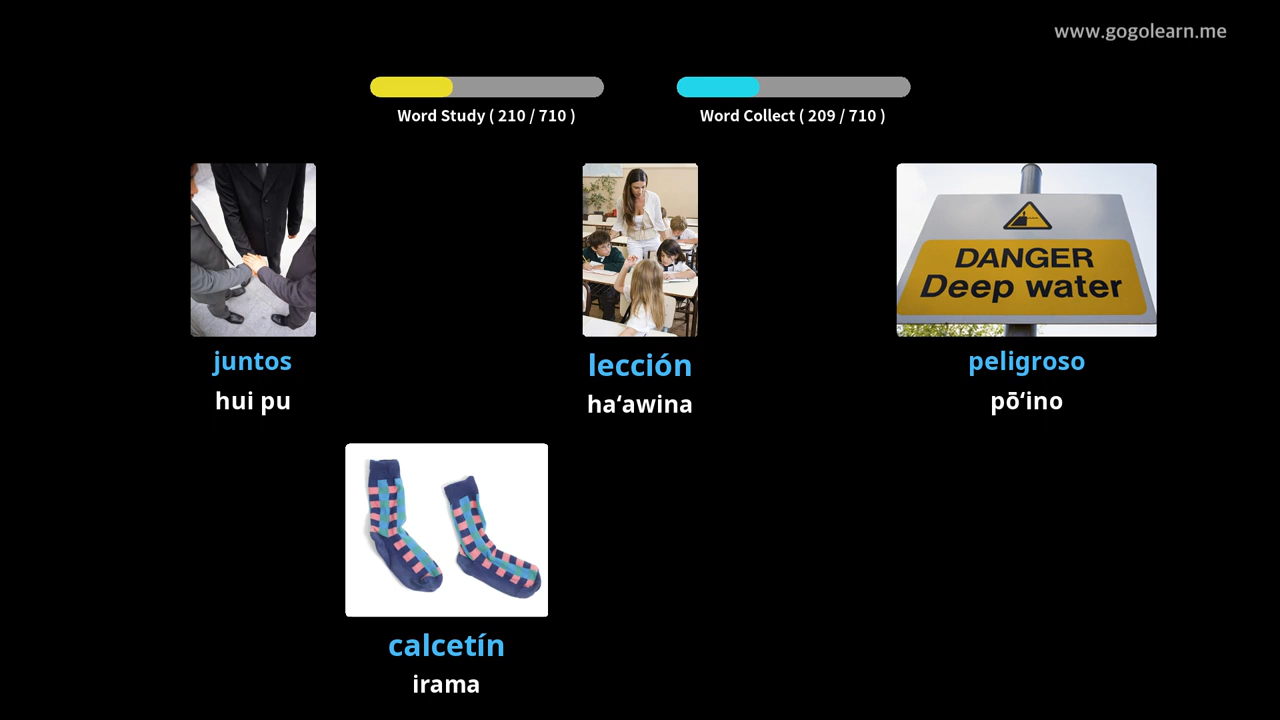 www.gogolearn.me
Word Study ( 210 / 710 )
Word Collect ( 209 / 710 )
DANGER
Deep water
juntos
hui pu
lección
haʻawina
peligroso
pōʻino
calcetín
irama